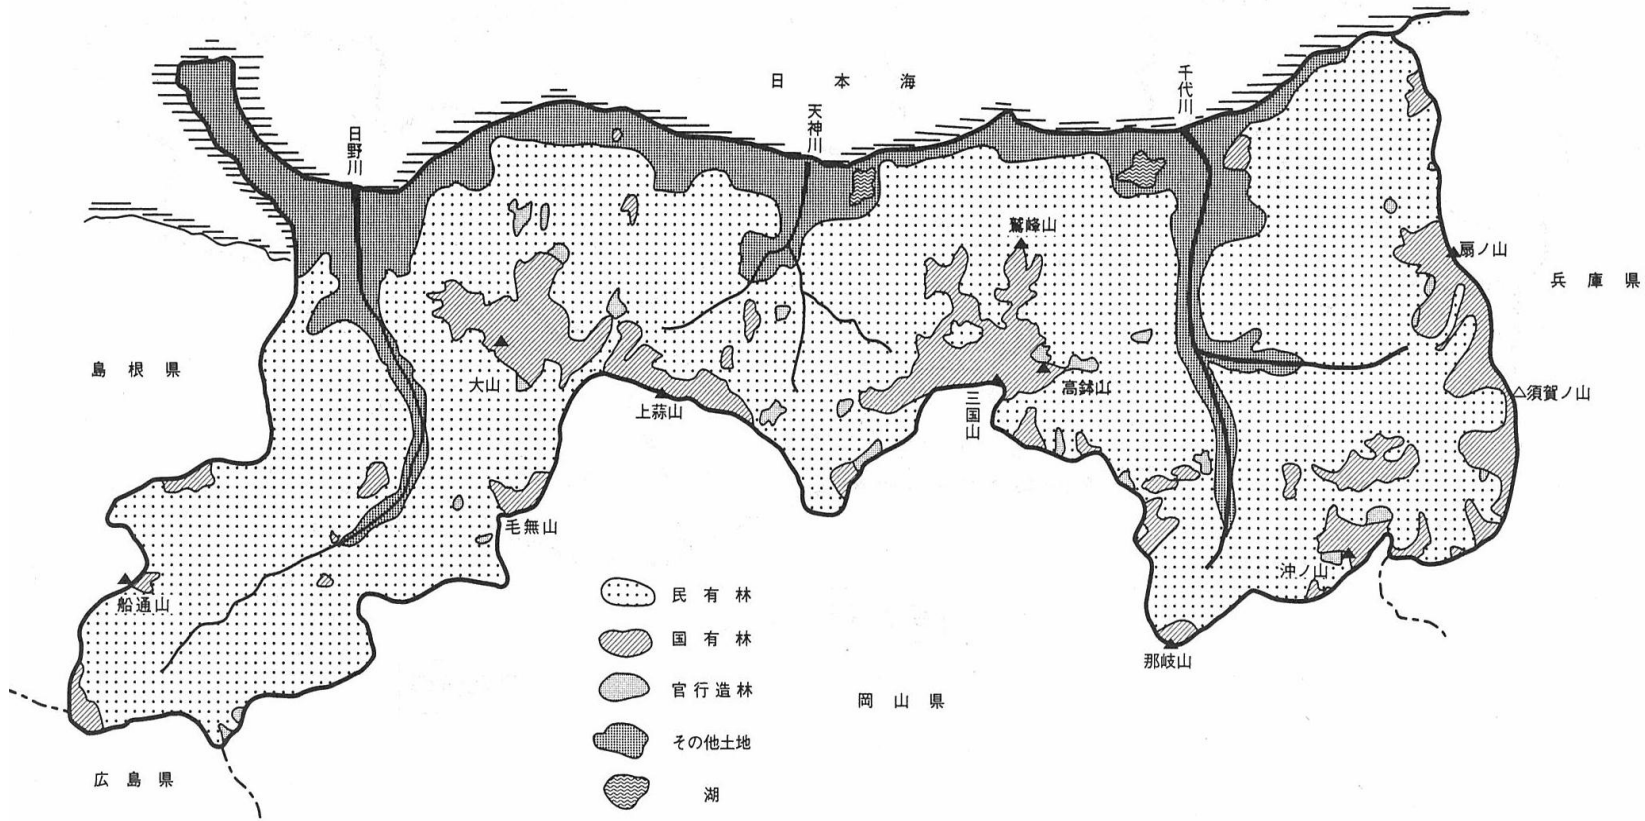 日本海
千代川
天神川
日野川
鷲峰山
扇ノ山
兵庫県
島根県
大山
上蒜山
三国山
高鉢山
須賀ノ山
毛無山
船通山
沖ノ山
那岐山
岡山県
広島県
民有林
国有林
官行造林
その他土地
湖